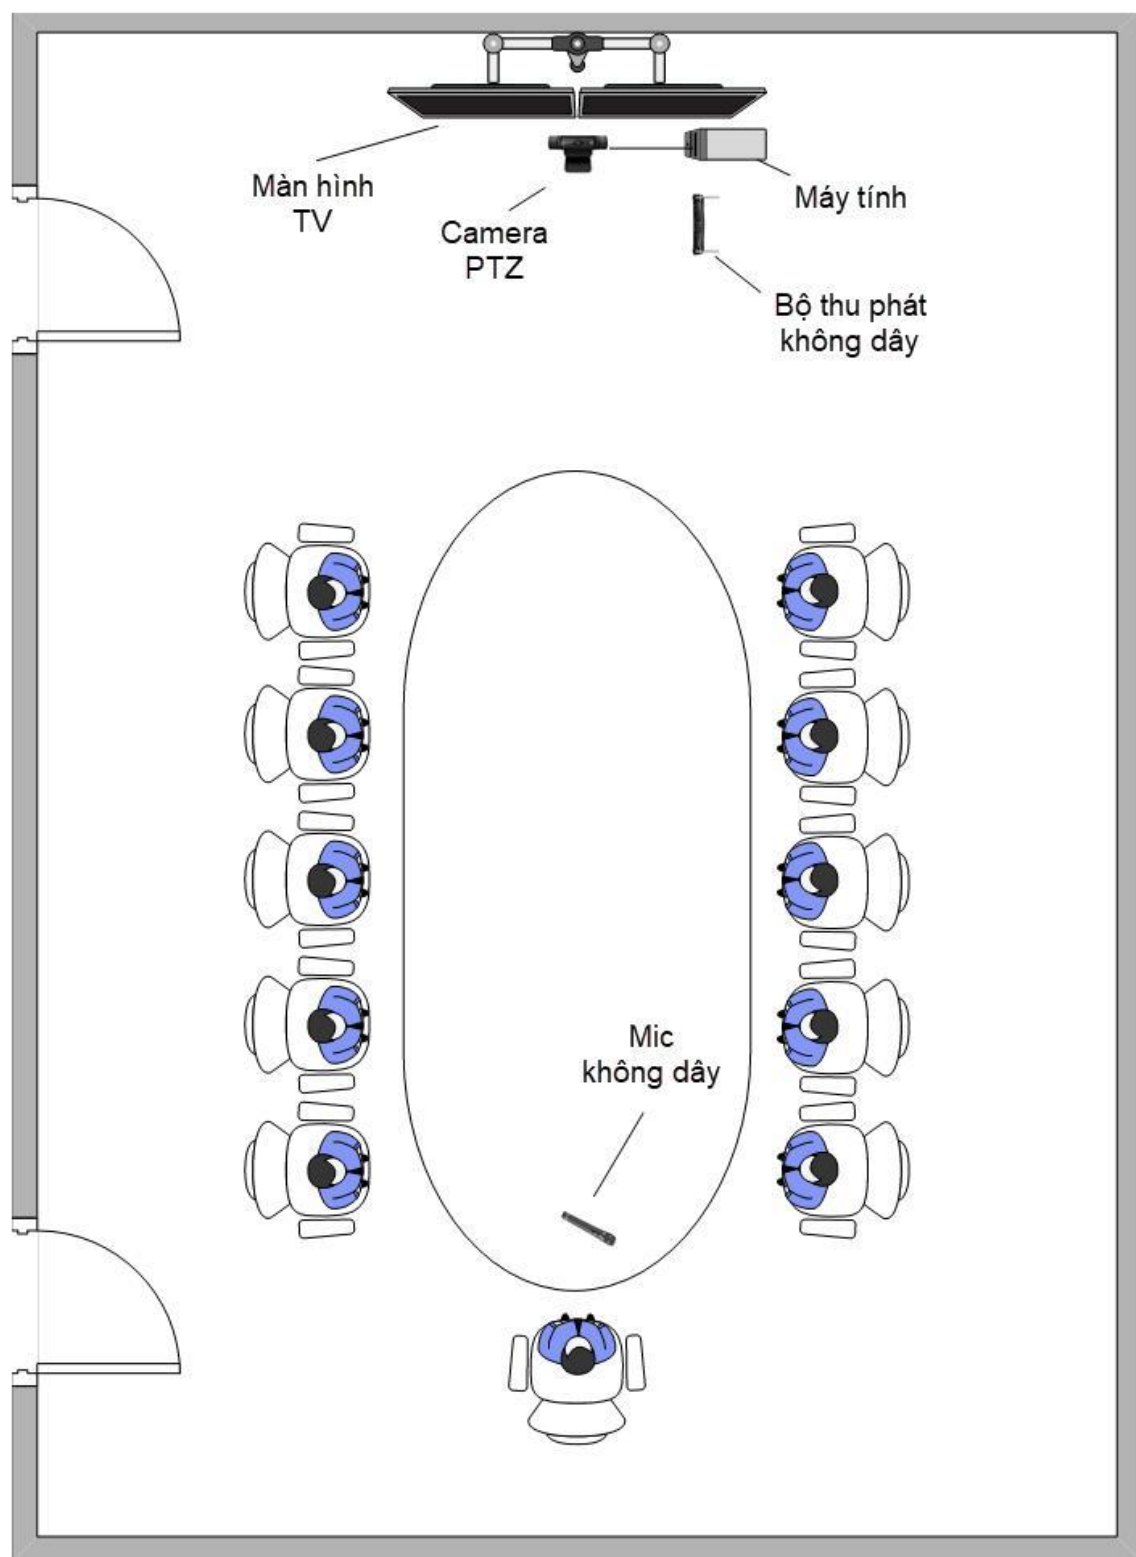 Màn hình
TV
Camera
PTZ
Máy tính
Bộ thu phát
không dây
Mic
không dây